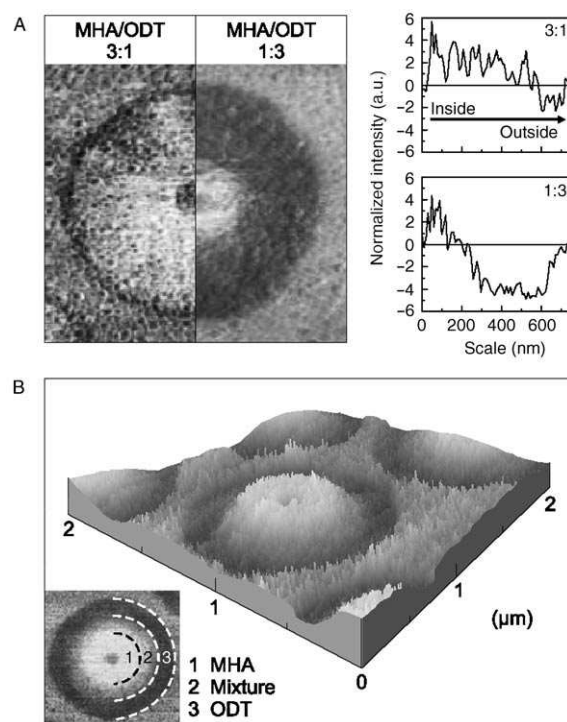 A
MHA/ODT
3:1
MHA/ODT
1:3
3:1
6
4
2
0
−2
−4
−6
Inside
Outside
1:3
6
4
2
0
−2
−4
−6
0 200 400 600
Normalized intensity (a.u.)
Scale (nm)
B
2
1
0
1
2
(µm)
1 2 3
1 MHA
2 Mixture
3 ODT